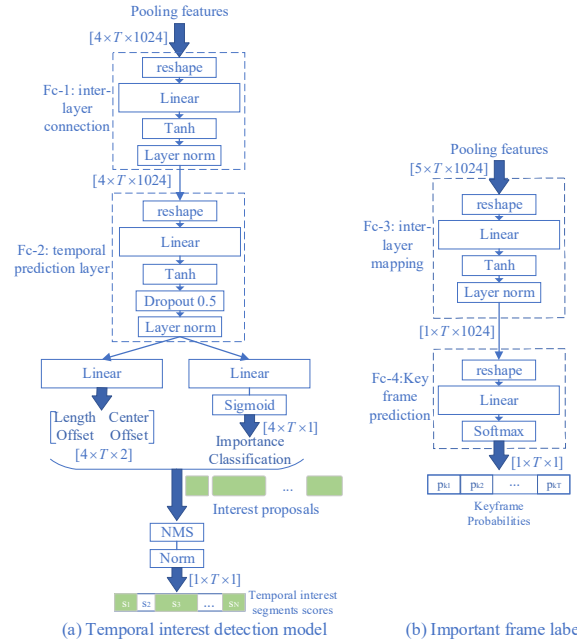 Pooling features
[4×T×1024]
reshape
Fc-1: inter-
layer
connection
Linear
Tanh
Layer norm
[4×T×1024]
reshape
Linear
Fc-2: temporal
prediction layer
Tanh
Dropout 0.5
Layer norm
Linear
Linear
Sigmoid
[Length Center
Offset Offset]
[4×T×2]
[4×T×1]
Importance
Classification
...
Interest proposals
NMS
Norm
[1×T×1]
s1 s2 s3 ... sN
Temporal interest
segments scores
(a) Temporal interest detection model
Pooling features
[5×T×1024]
reshape
Fc-3: inter-
layer
mapping
Linear
Tanh
Layer norm
[1×T×1024]
reshape
Fc-4:Key
frame
prediction
Linear
Softmax
[1×T×1]
pk1 pk2 ... pkT
Keyframe
Probabilities
(b) Important frame labe